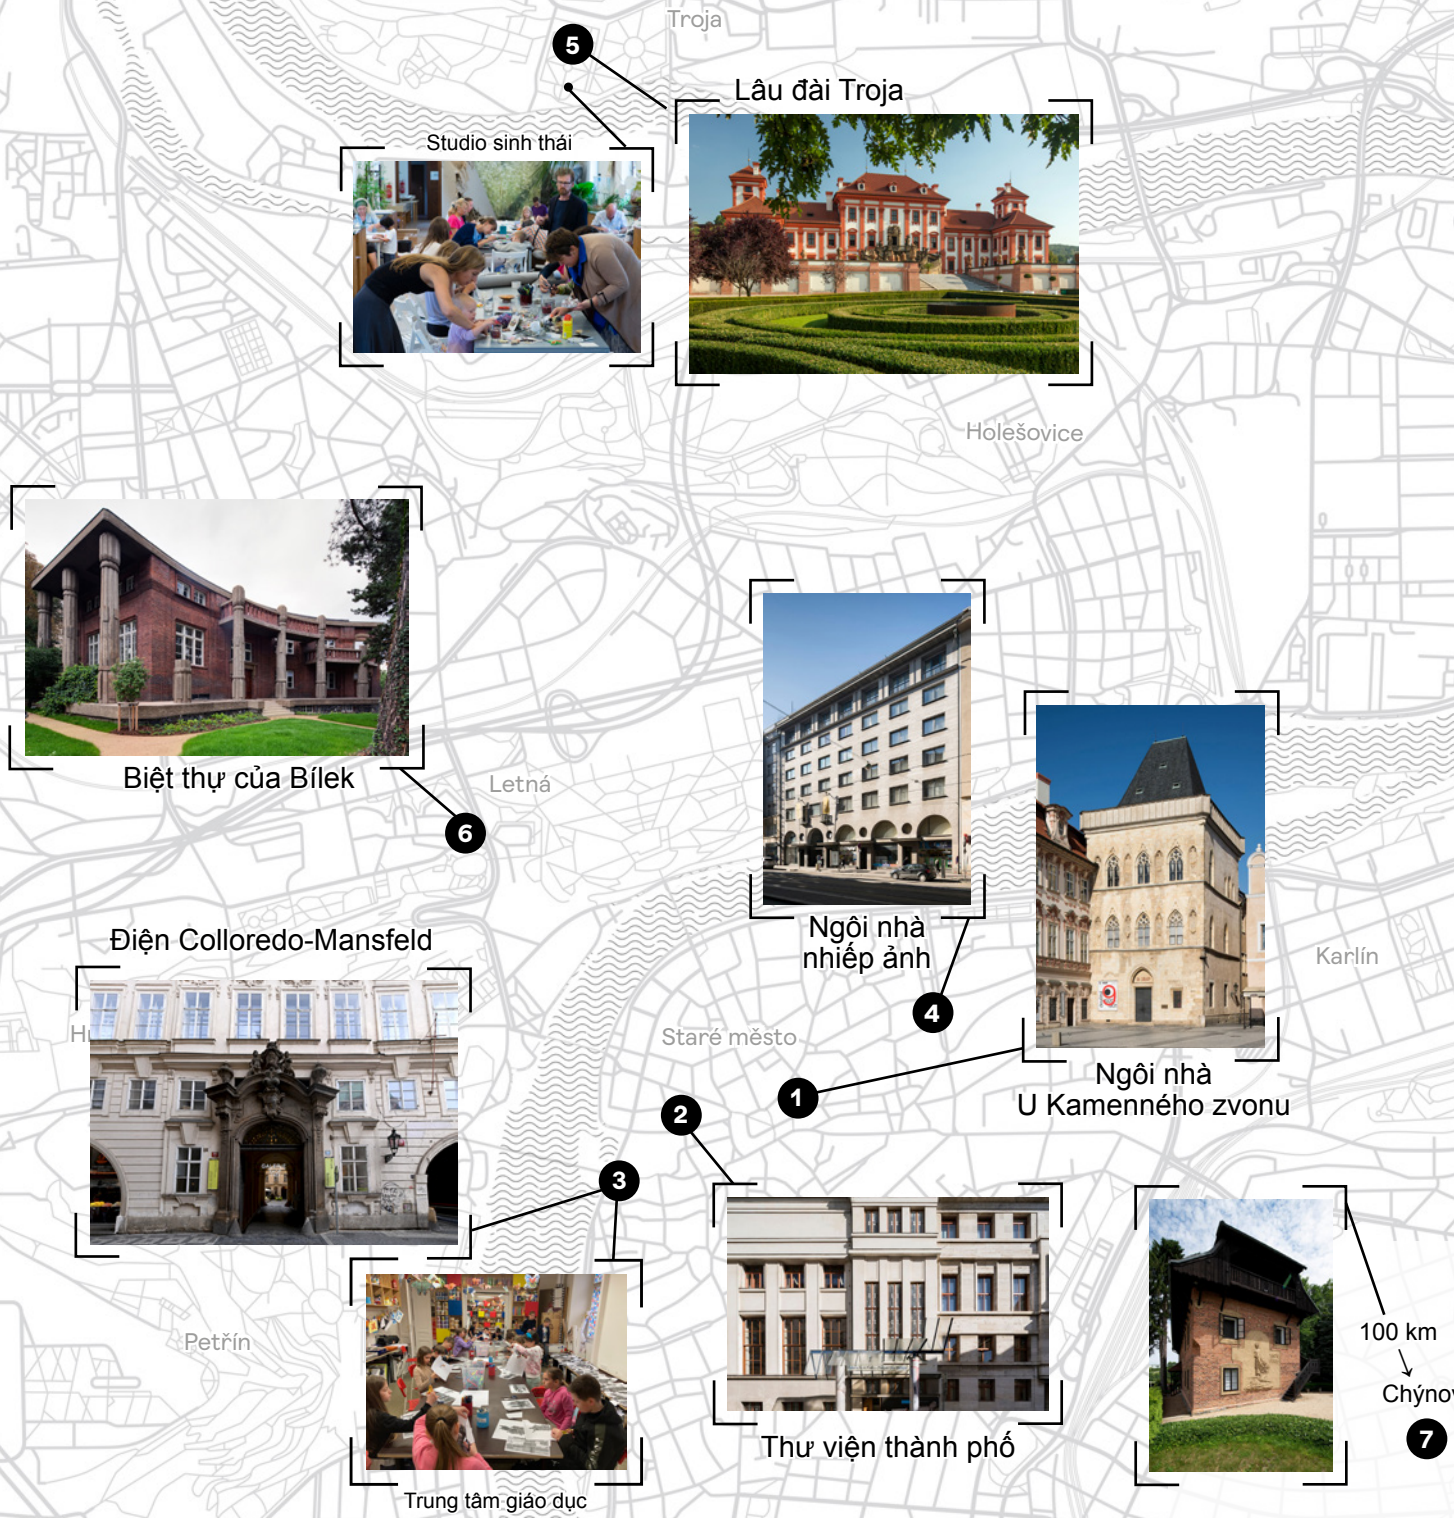 Troja
5
Lâu đài Troja
Studio sinh thái
Holešovice
Biệt thự của Bílek
Letná
6
Ngôi nhà
nhiếp ảnh
4
Điện Colloredo-Mansfeld
Karlín
Staré město
Ngôi nhà
U Kamenného zvonu
1
2
3
Petřín
100 km
Chýnov
7
Thư viện thành phố
Trung tâm giáo dục